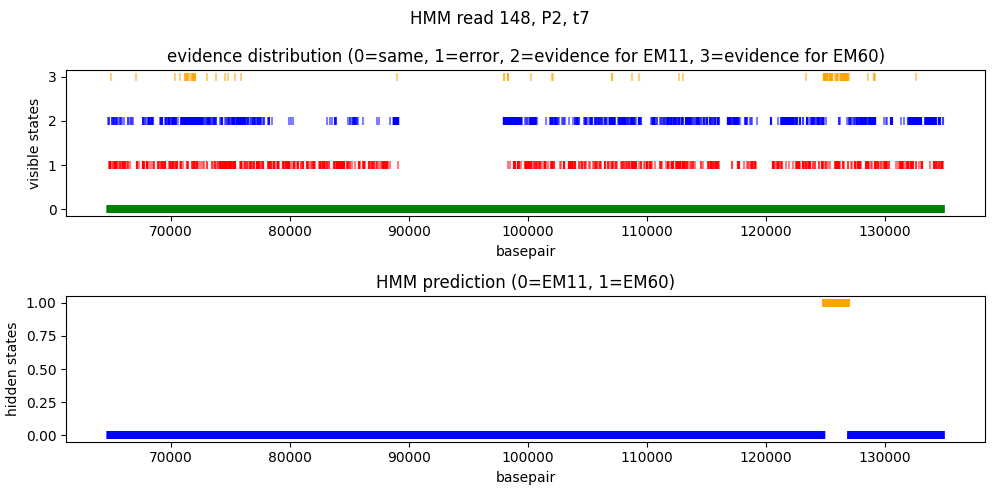 HMM read 148, P2, t7
evidence distribution (0=same, 1=error, 2=evidence for EM11, 3=evidence for EM60)
visible states
3
2
1
0
70000 80000 90000 100000 110000 120000 130000
basepair
HMM prediction (0=EM11, 1=EM60)
hidden states
1.00
0.75
0.50
0.25
0.00
70000 80000 90000 100000 110000 120000 130000
basepair